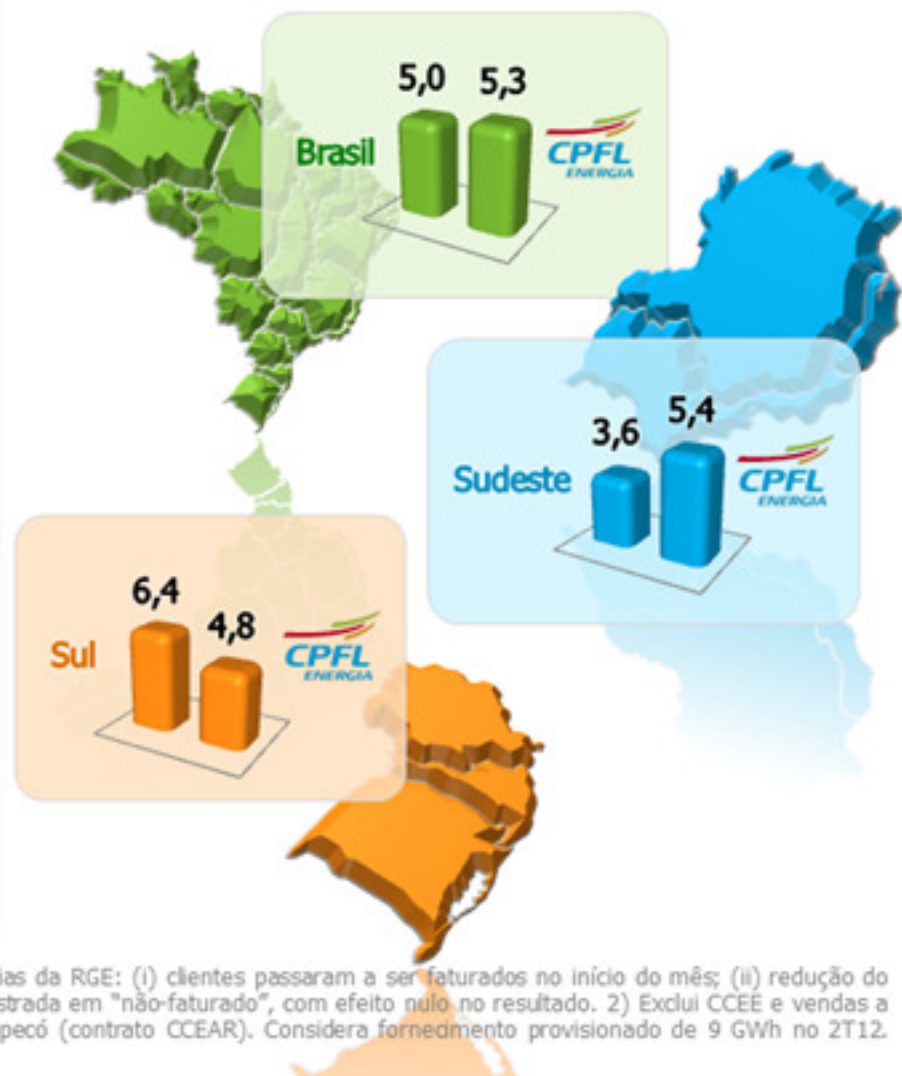 5,0 5,3
Brasil
CPFL
ENERGIA
3,6 5,4
Sudeste
CPFL
ENERGIA
6,4 4,8
Sul
CPFL
ENERGIA
ias da RGE: (i) clientes passaram a ser faturados no início do mês; (ii) redução do
strada em "não-faturado", com efeito nulo no resultado. 2) Exclui CCEE e vendas a
pecó (contrato CCEAR). Considera fornecimento provisionado de 9 GWh no 2T12.